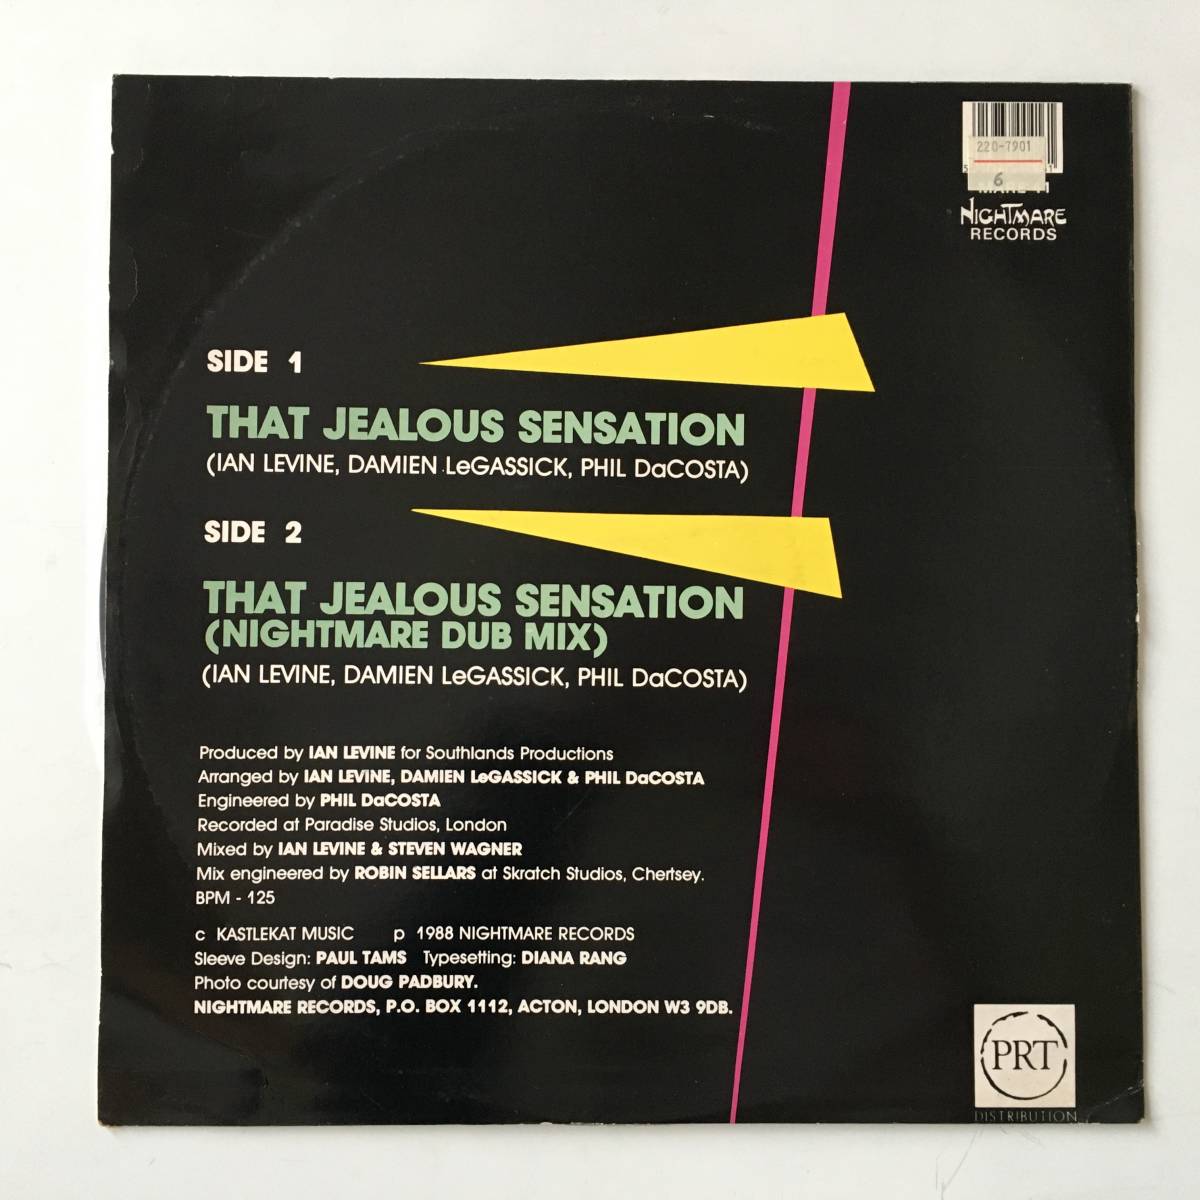 220-7901
6
NIGHTMARE
RECORDS
SIDE 1
THAT JEALOUS SENSATION
(IAN LEVINE, DAMIEN LeGASSICK, PHIL DaCOSTA)
SIDE 2
THAT JEALOUS SENSATION
(NIGHTMARE DUB MIX)
(IAN LEVINE, DAMIEN LeGASSICK, PHIL DaCOSTA)
Produced by IAN LEVINE for Southlands Productions
Arranged by IAN LEVINE, DAMIEN LeGASSICK & PHIL DaCOSTA
Engineered by PHIL DaCOSTA
Recorded at Paradise Studios, London
Mixed by IAN LEVINE & STEVEN WAGNER
Mix engineered by ROBIN SELLARS at Skratch Studios, Chertsey.
BPM - 125
c KASTLEKAT MUSIC p 1988 NIGHTMARE RECORDS
Sleeve Design: PAUL TAMS Typesetting: DIANA RANG
Photo courtesy of DOUG PADBURY.
NIGHTMARE RECORDS, P.O. BOX 1112, ACTON, LONDON W3 9DB.
PRT
DISTRIBUTION